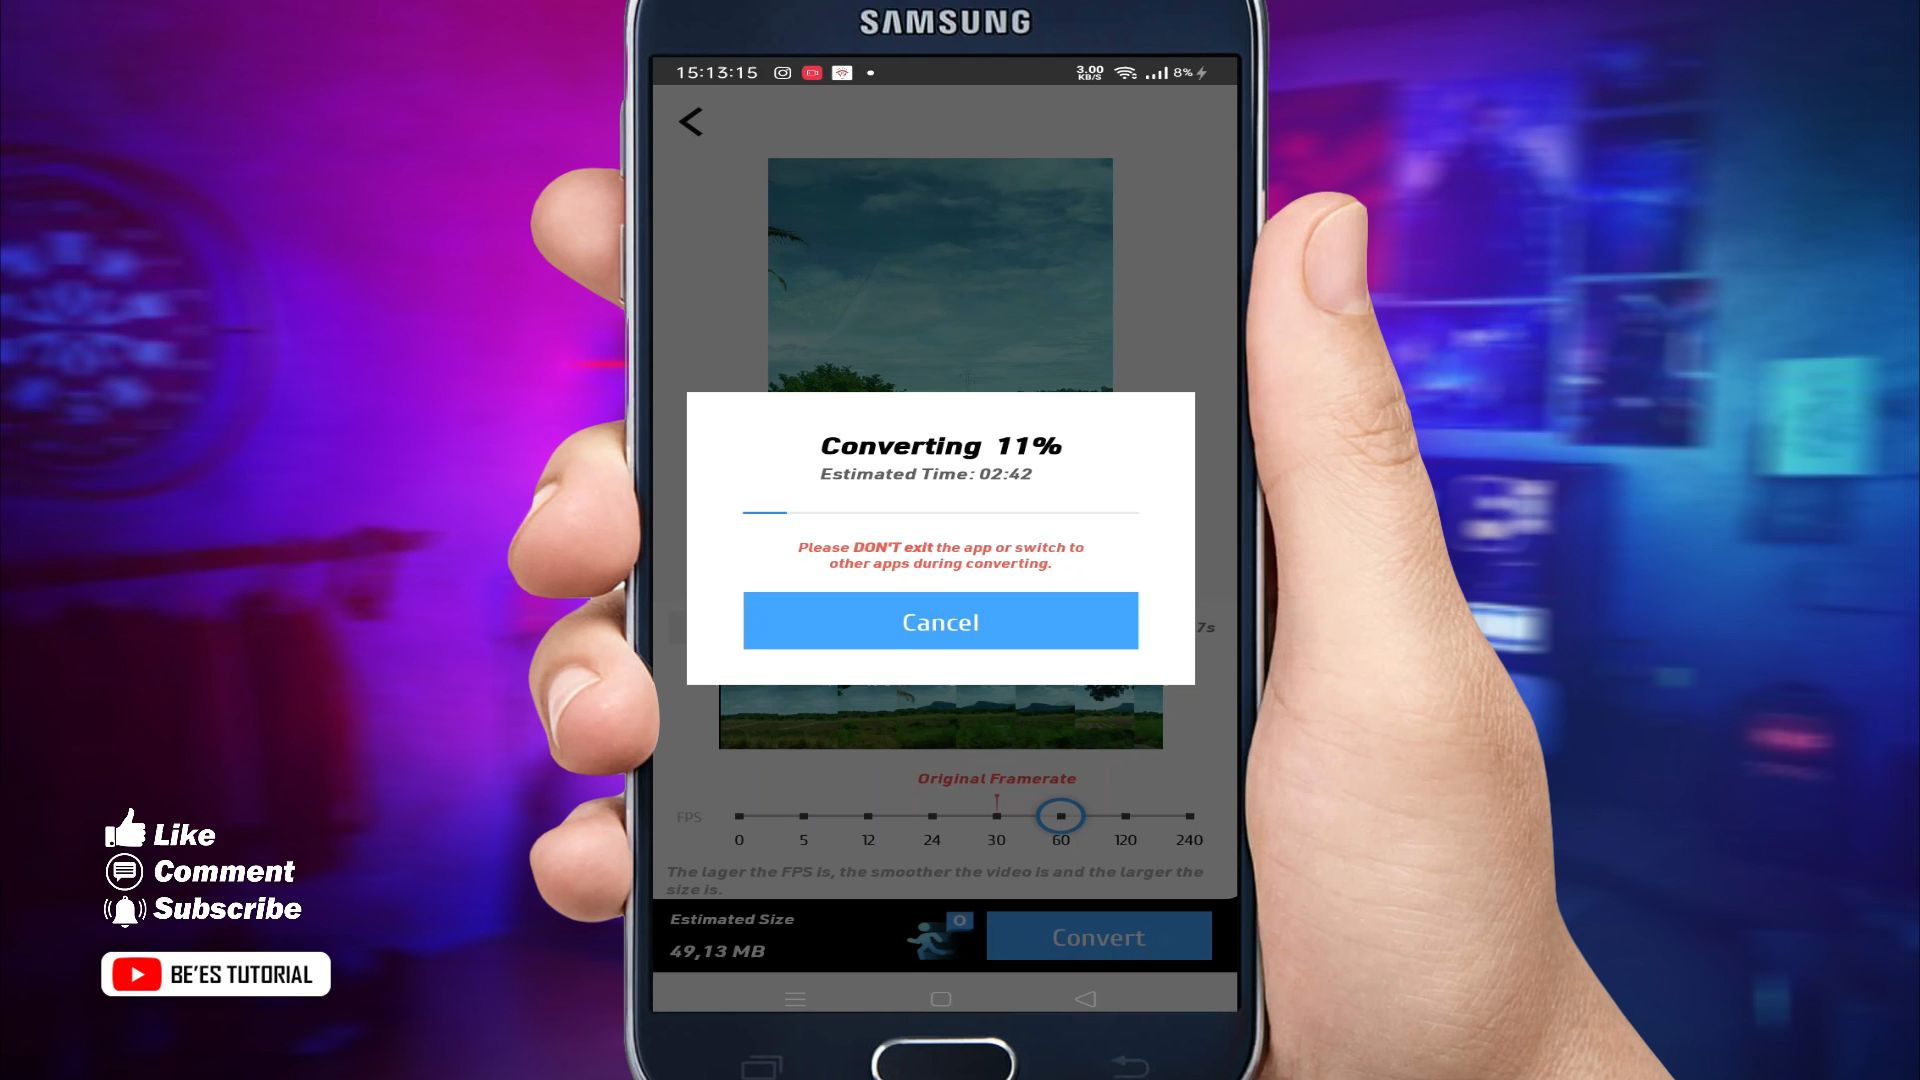 SAMSUNG
15:13:15
3.00
KB/S
8%
Converting 11%
Estimated Time: 02:42
Please DON'T exit the app or switch to
other apps during converting.
Cancel
7s
Original Framerate
FPS
0 5 12 24 30 60 120 240
The lager the FPS is, the smoother the video is and the larger the
size is.
Estimated Size
49,13 MB
0
Convert
Like
Comment
Subscribe
BE'ES TUTORIAL